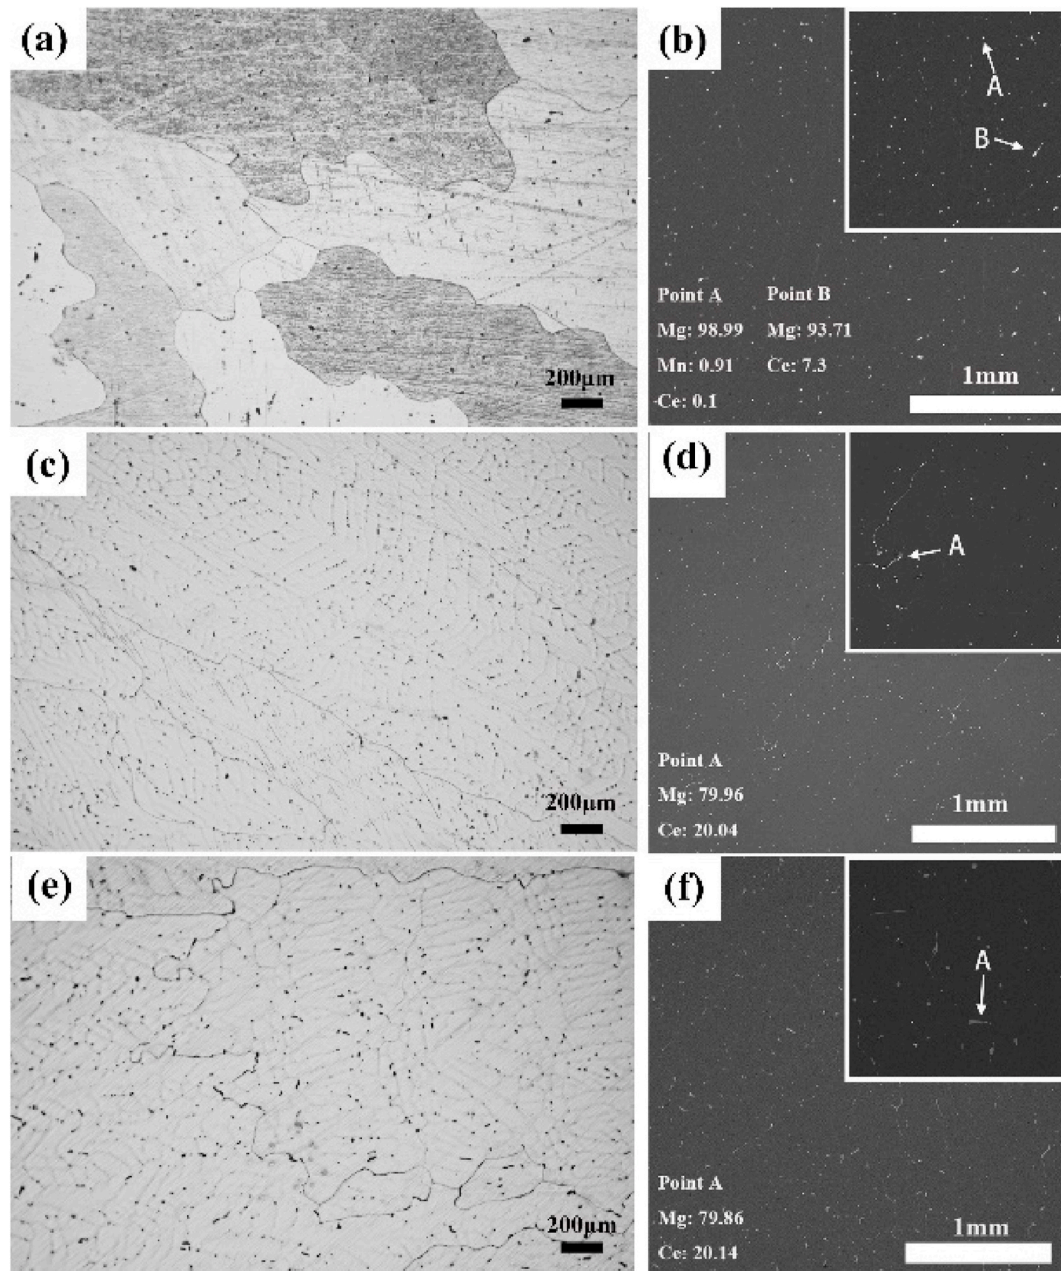 (a)
200μm
(b)
A
B
Point A Point B
Mg: 98.99 Mg: 93.71
Mn: 0.91 Ce: 7.3
Ce: 0.1
1mm
(c)
200μm
(d)
A
Point A
Mg: 79.96
Ce: 20.04
1mm
(e)
200μm
(f)
A
Point A
Mg: 79.86
Ce: 20.14
1mm